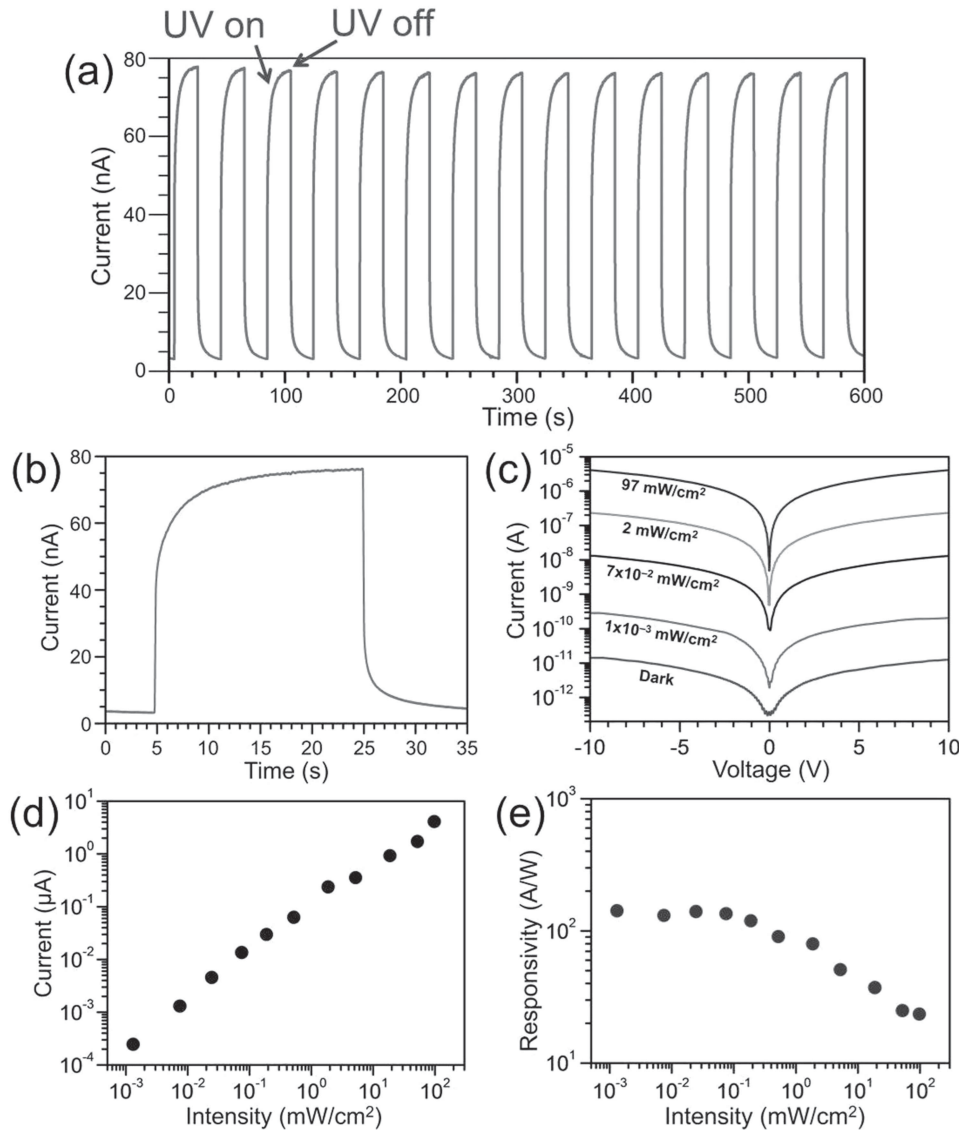 UV on
UV off
(a)
80
60
40
20
0
Current (nA)
0
100
200
300
400
500
600
Time (s)
(b)
80
60
40
20
0
Current (nA)
0
5
10
15
20
25
30
35
Time (s)
(c)
10⁻⁵
10⁻⁶
10⁻⁷
10⁻⁸
10⁻⁹
10⁻¹⁰
10⁻¹¹
10⁻¹²
Current (A)
97 mW/cm²
2 mW/cm²
7x10⁻² mW/cm²
1x10⁻³ mW/cm²
Dark
-10
-5
0
5
10
Voltage (V)
(d)
10¹
10⁰
10⁻¹
10⁻²
10⁻³
10⁻⁴
Current (µA)
10⁻³
10⁻²
10⁻¹
10⁰
10¹
10²
Intensity (mW/cm²)
(e)
10³
10²
10¹
Responsivity (A/W)
10⁻³
10⁻²
10⁻¹
10⁰
10¹
10²
Intensity (mW/cm²)